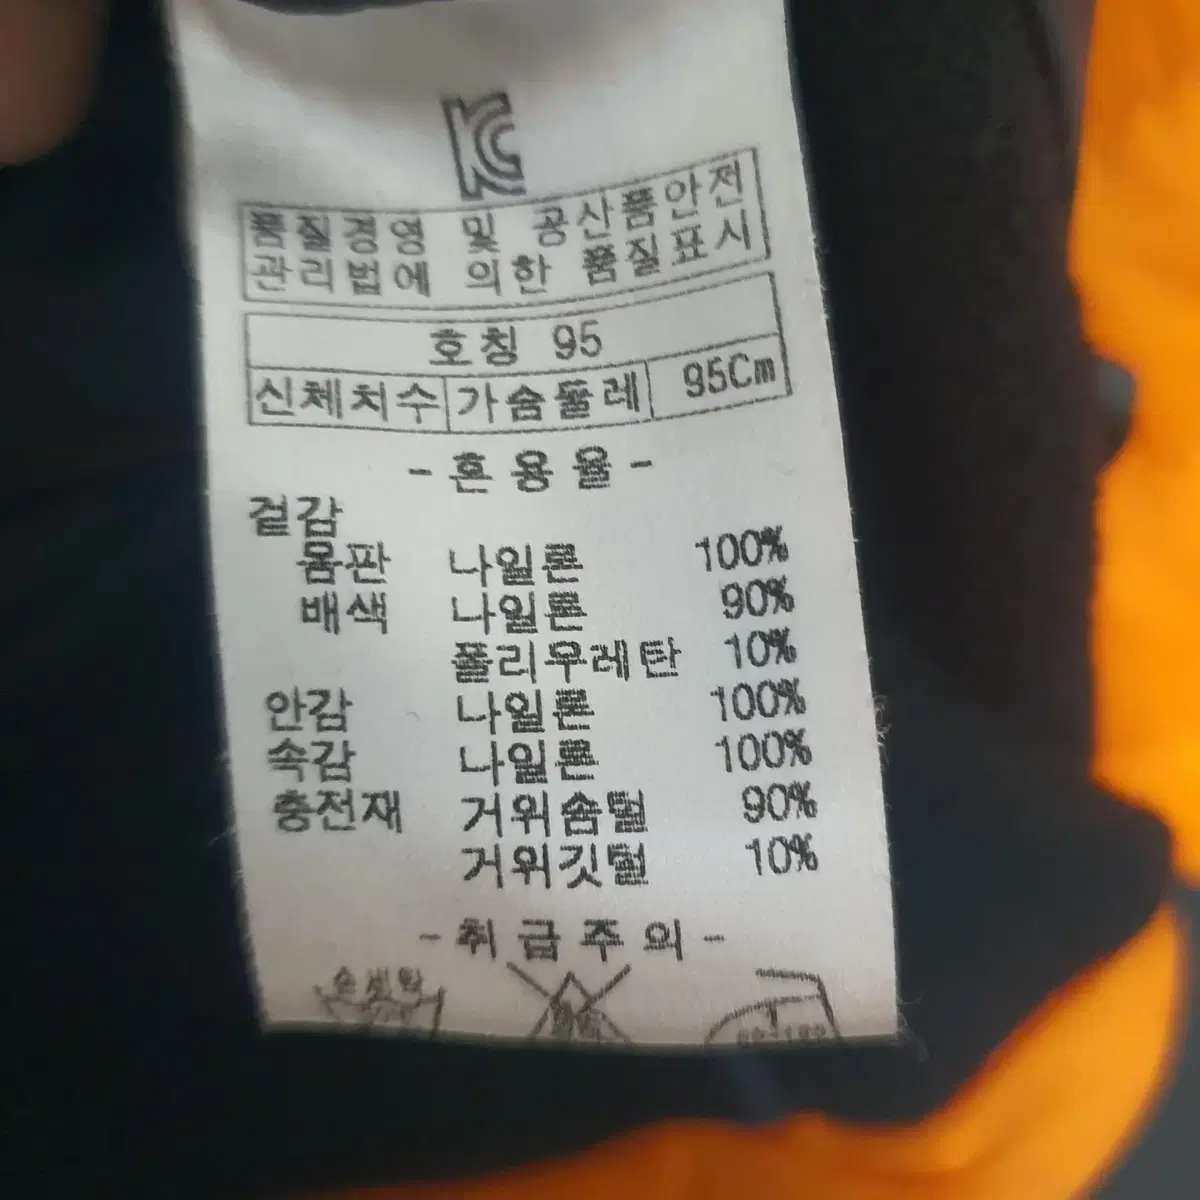 KC
품질경영 및 공산품안전
관리법에 의한 품질표시
호칭 95
신체치수 가슴둘레 95Cm
-혼용율-
겉감
몸판 나일론 100%
배색 나일론 90%
폴리우레탄 10%
안감 나일론 100%
속감 나일론 100%
충전재 거위솜털 90%
거위깃털 10%
-취급주의-
손세탁